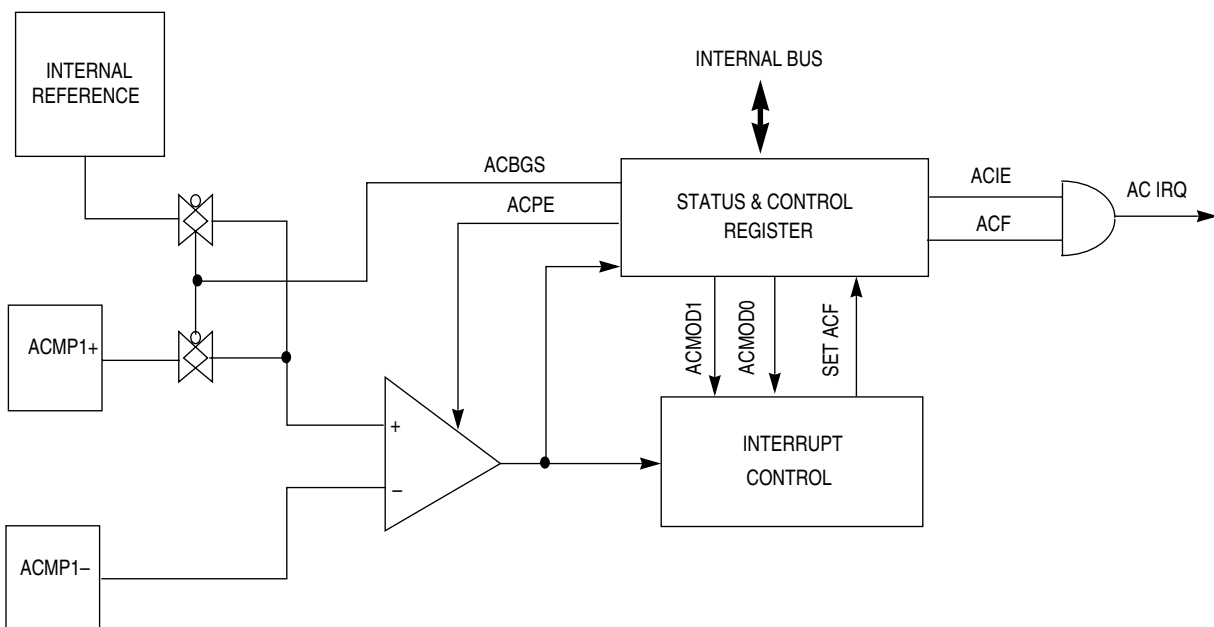 INTERNAL
REFERENCE
INTERNAL BUS
ACBGS
ACPE
STATUS & CONTROL
REGISTER
ACIE
ACF
AC IRQ
ACMP1+
ACMOD1
ACMOD0
SET ACF
+
−
INTERRUPT
CONTROL
ACMP1–